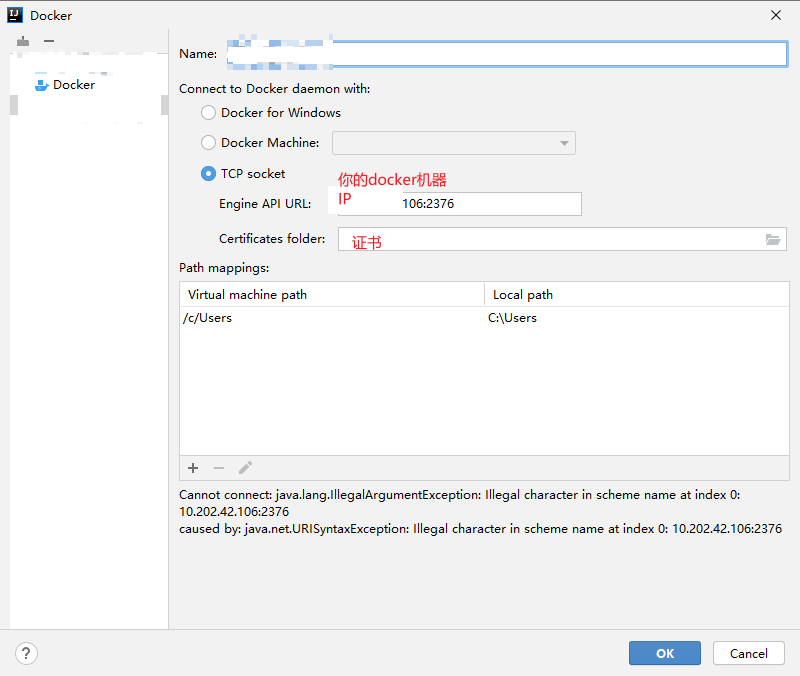 IJ Docker
Docker
Name:
Connect to Docker daemon with:
Docker for Windows
Docker Machine:
TCP socket
你的docker机器
IP
Engine API URL:
106:2376
Certificates folder:
证书
Path mappings:
Virtual machine path Local path
/c/Users C:\Users
Cannot connect: java.lang.IllegalArgumentException: Illegal character in scheme name at index 0:
10.202.42.106:2376
caused by: java.net.URISyntaxException: Illegal character in scheme name at index 0: 10.202.42.106:2376
? OK Cancel